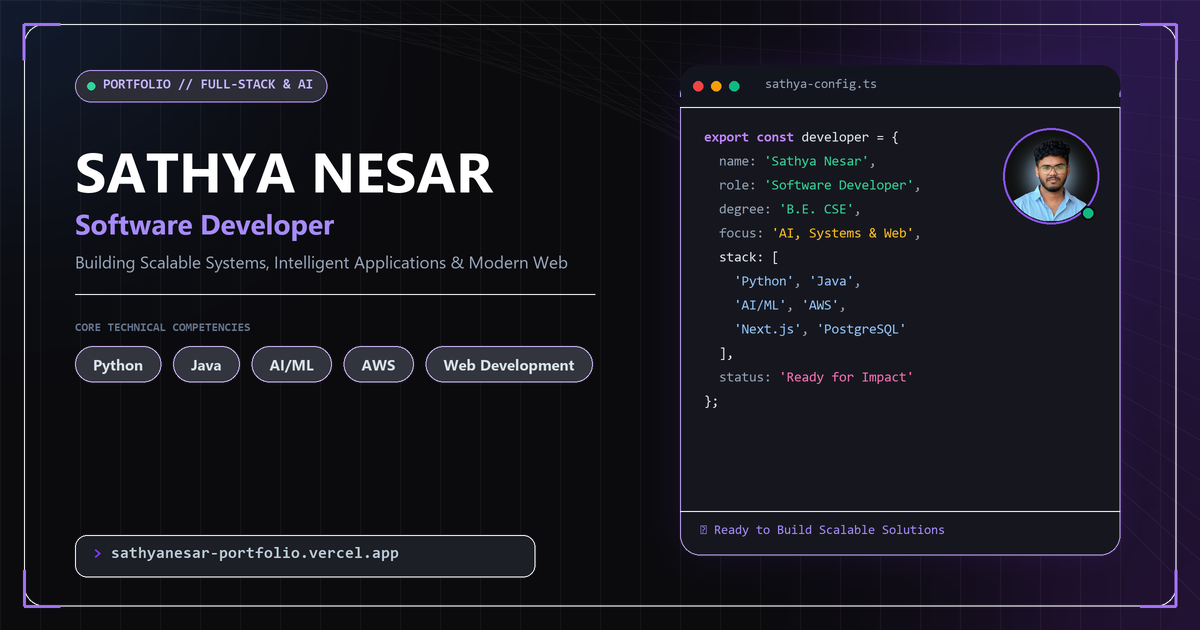 PORTFOLIO // FULL-STACK & AI
SATHYA NESAR
Software Developer
Building Scalable Systems, Intelligent Applications & Modern Web
CORE TECHNICAL COMPETENCIES
Python
Java
AI/ML
AWS
Web Development
> sathyanesar-portfolio.vercel.app
sathya-config.ts
export const developer = {
name: 'Sathya Nesar',
role: 'Software Developer',
degree: 'B.E. CSE',
focus: 'AI, Systems & Web',
stack: [
'Python', 'Java',
'AI/ML', 'AWS',
'Next.js', 'PostgreSQL'
],
status: 'Ready for Impact'
};
Ready to Build Scalable Solutions